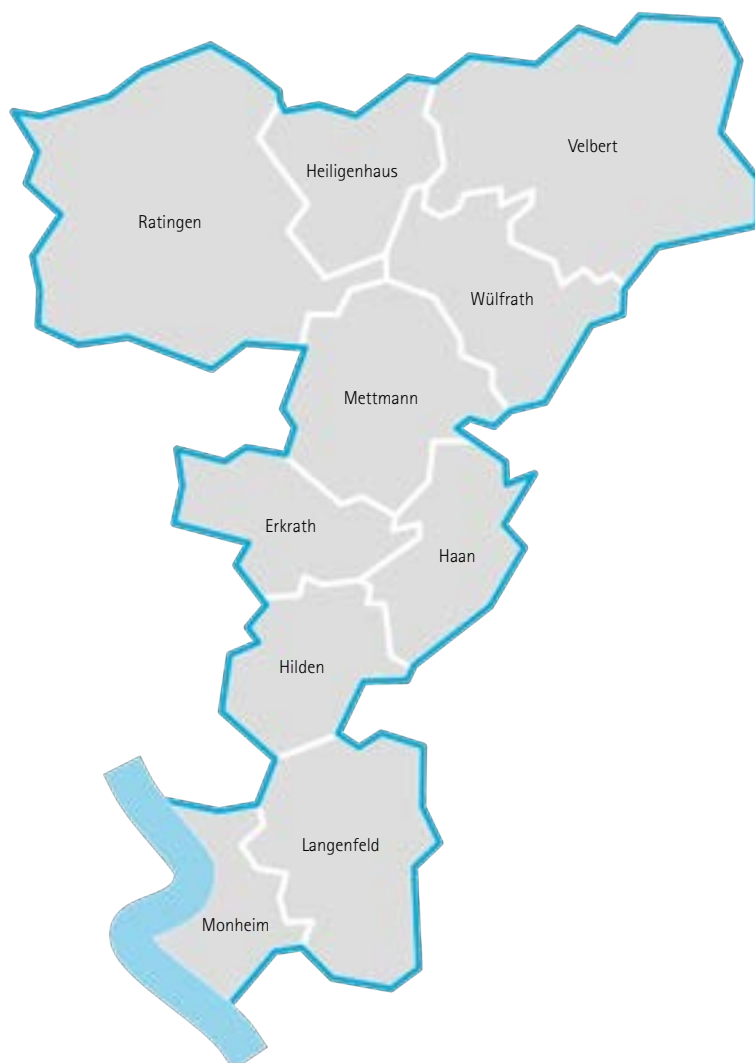 Velbert
Heiligenhaus
Ratingen
Wülfrath
Mettmann
Erkrath
Haan
Hilden
Langenfeld
Monheim